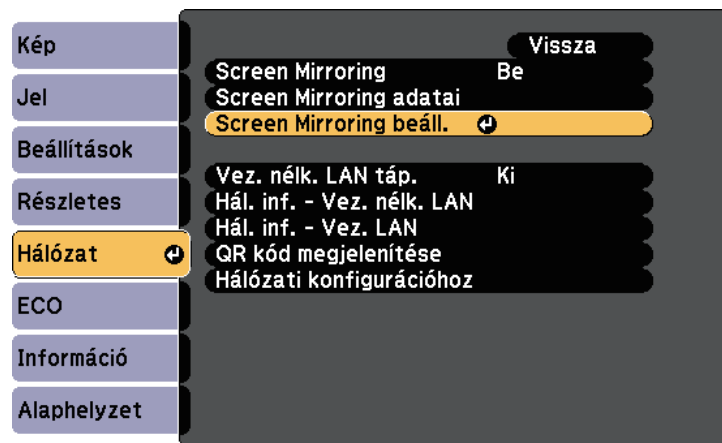 Kép
Jel
Beállítások
Részletes
Hálózat
ECO
Információ
Alaphelyzet
Vissza
Screen Mirroring Be
Screen Mirroring adatai
Screen Mirroring beáll.
Vez. nélk. LAN táp. Ki
Hál. inf. - Vez. nélk. LAN
Hál. inf. - Vez. LAN
QR kód megjelenítése
Hálózati konfigurációhoz